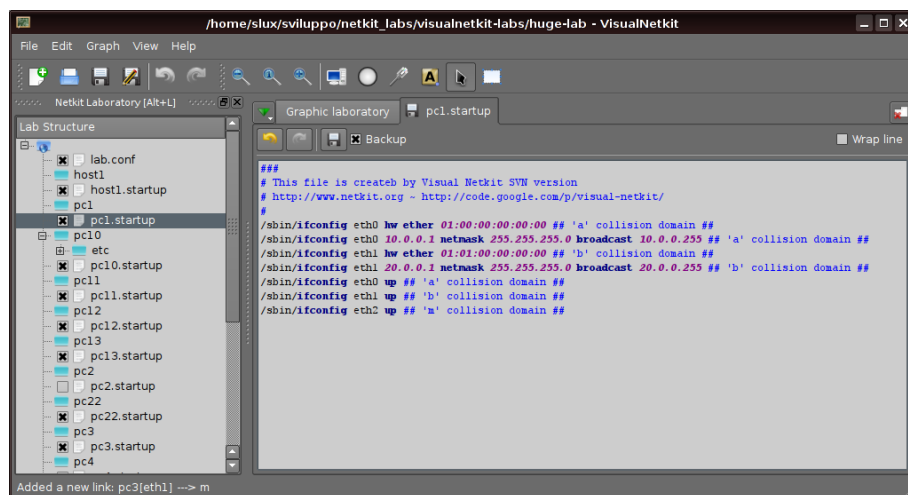 /home/slux/sviluppo/netkit_labs/visualnetkit-labs/huge-lab - VisualNetkit
File Edit Graph View Help
Netkit Laboratory [Alt+L]
Graphic laboratory
pc1.startup
Lab Structure
Backup
Wrap line
lab.conf
host1
host1.startup
pc1
pc1.startup
pc10
etc
pc10.startup
pc11
pc11.startup
pc12
pc12.startup
pc13
pc13.startup
pc2
pc2.startup
pc22
pc22.startup
pc3
pc3.startup
pc4
###
# This file is createb by Visual Netkit SVN version
# http://www.netkit.org ~ http://code.google.com/p/visual-netkit/
#
/sbin/ifconfig eth0 hw ether 01:00:00:00:00:00 ## 'a' collision domain ##
/sbin/ifconfig eth0 10.0.0.1 netmask 255.255.255.0 broadcast 10.0.0.255 ## 'a' collision domain ##
/sbin/ifconfig eth1 hw ether 01:01:00:00:00:00 ## 'b' collision domain ##
/sbin/ifconfig eth1 20.0.0.1 netmask 255.255.255.0 broadcast 20.0.0.255 ## 'b' collision domain ##
/sbin/ifconfig eth0 up ## 'a' collision domain ##
/sbin/ifconfig eth1 up ## 'b' collision domain ##
/sbin/ifconfig eth2 up ## 'm' collision domain ##
Added a new link: pc3[eth1] ---> m